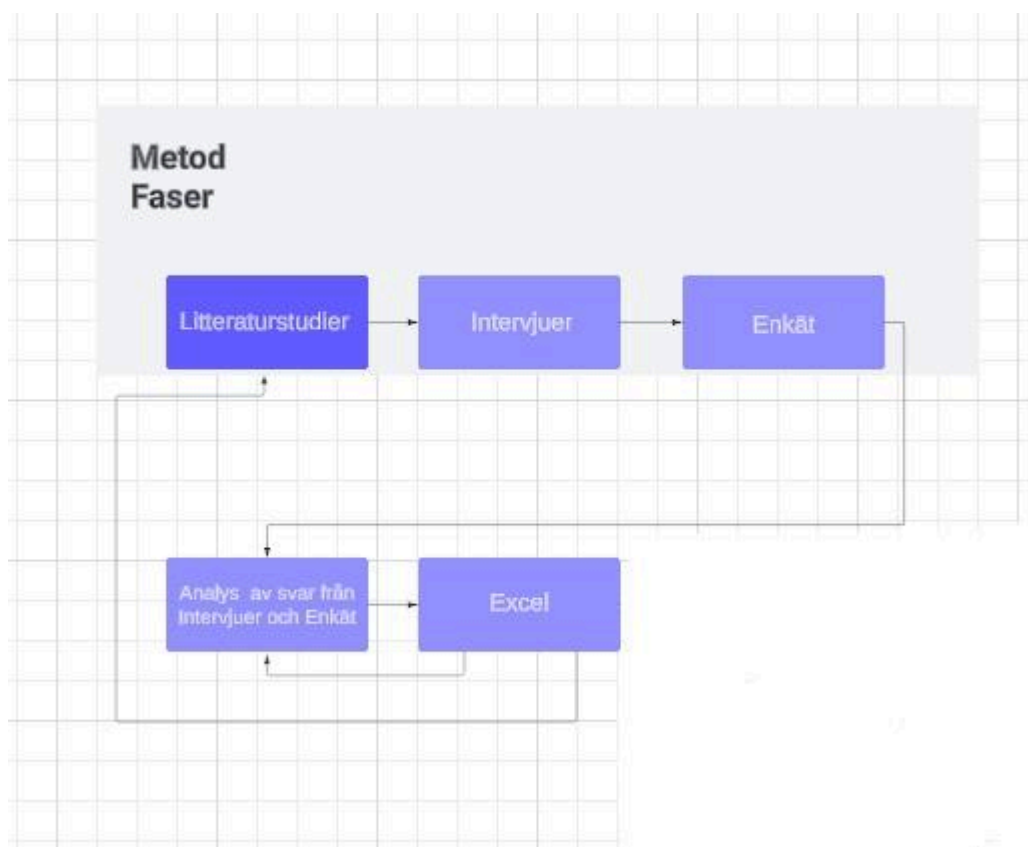 Metod
Faser
Litteraturstudier
Intervjuer
Enkät
Analys av svar från
Intervjuer och Enkät
Excel